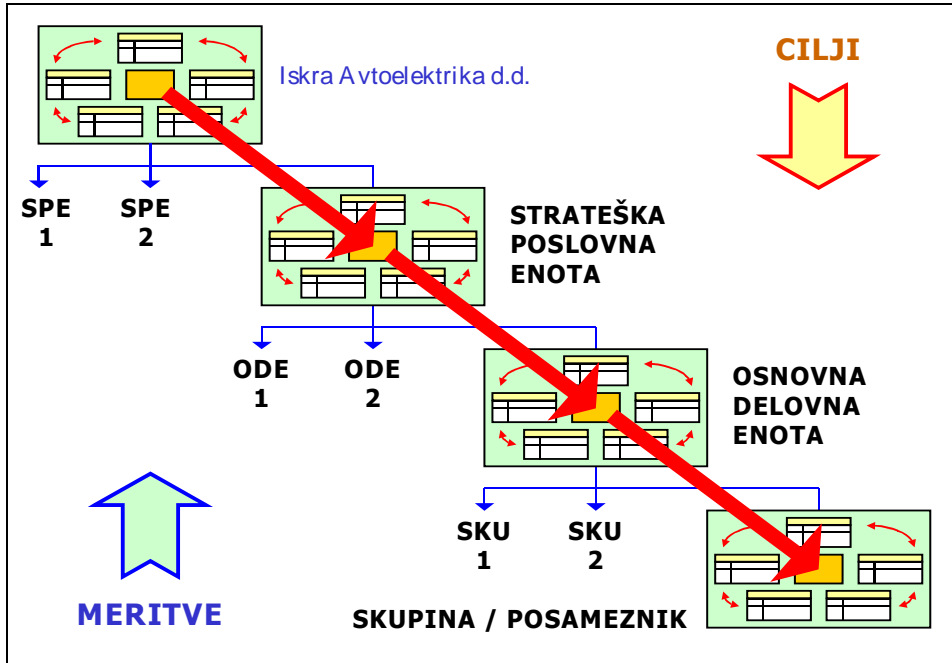 Iskra Avtoelektrika d.d.
CILJI
SPE
1
SPE
2
STRATEŠKA
POSLOVNA
ENOTA
ODE
1
ODE
2
OSNOVNA
DELOVNA
ENOTA
SKU
1
SKU
2
MERITVE
SKUPINA / POSAMEZNIK